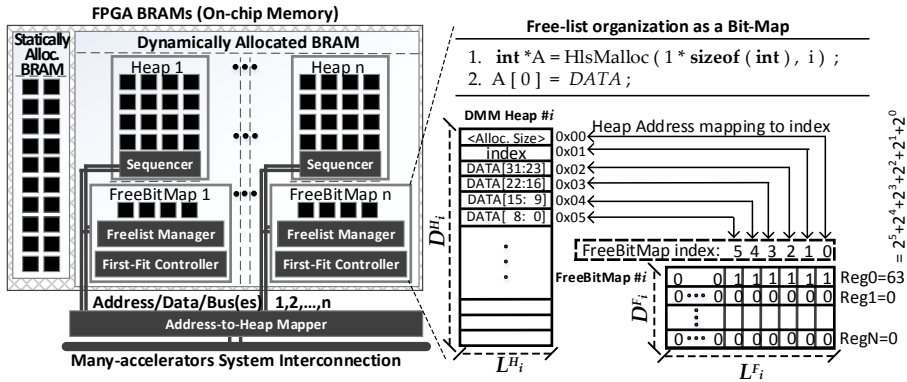 FPGA BRAMs (On-chip Memory)
Statically
Alloc.
BRAM
Dynamically Allocated BRAM
Heap 1
Heap n
Sequencer
Sequencer
FreeBitMap 1
FreeBitMap n
Freelist Manager
Freelist Manager
First-Fit Controller
First-Fit Controller
Address/Data/Bus(es) 1,2,...,n
Address-to-Heap Mapper
Many-accelerators System Interconnection
Free-list organization as a Bit-Map
1. int *A = HlsMalloc ( 1 * sizeof ( int ) , i ) ;
2. A [ 0 ] = DATA ;
DMM Heap #i
Heap Address mapping to index
<Alloc. Size> 0x00
index 0x01
DATA[31:23] 0x02
DATA[22:16] 0x03
DATA[15: 9] 0x04
DATA[ 8: 0] 0x05
D^H_i
L^H_i
FreeBitMap index: 5 4 3 2 1 0
FreeBitMap #i
0 0 1 1 1 1 1 1 Reg0=63
0 ••• 0 0 0 0 0 0 0 Reg1=0
0 ••• 0 0 0 0 0 0 0 RegN=0
D^F_i
L^F_i
= 2^5+2^4+2^3+2^2+2^1+2^0